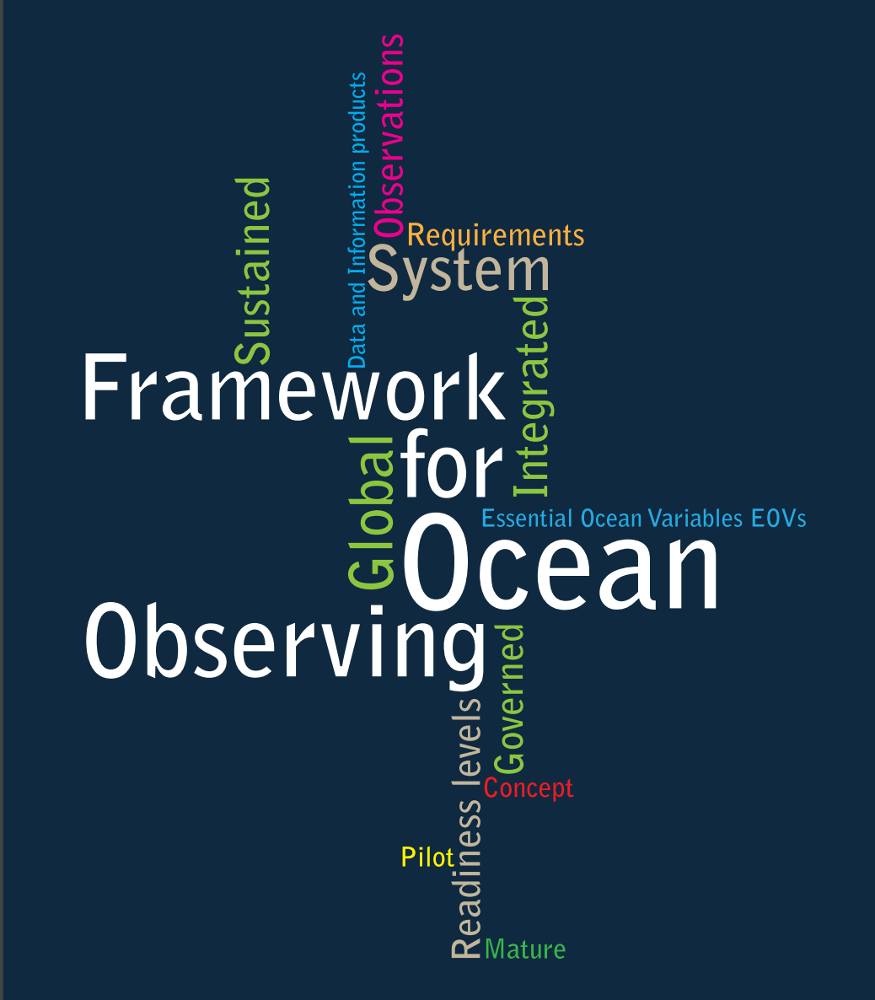 Observations
Data and Information products
Sustained
Requirements
System
Integrated
Framework
for
Global
Essential Ocean Variables EOVs
Ocean
Observing
Governed
Readiness levels
Concept
Pilot
Mature